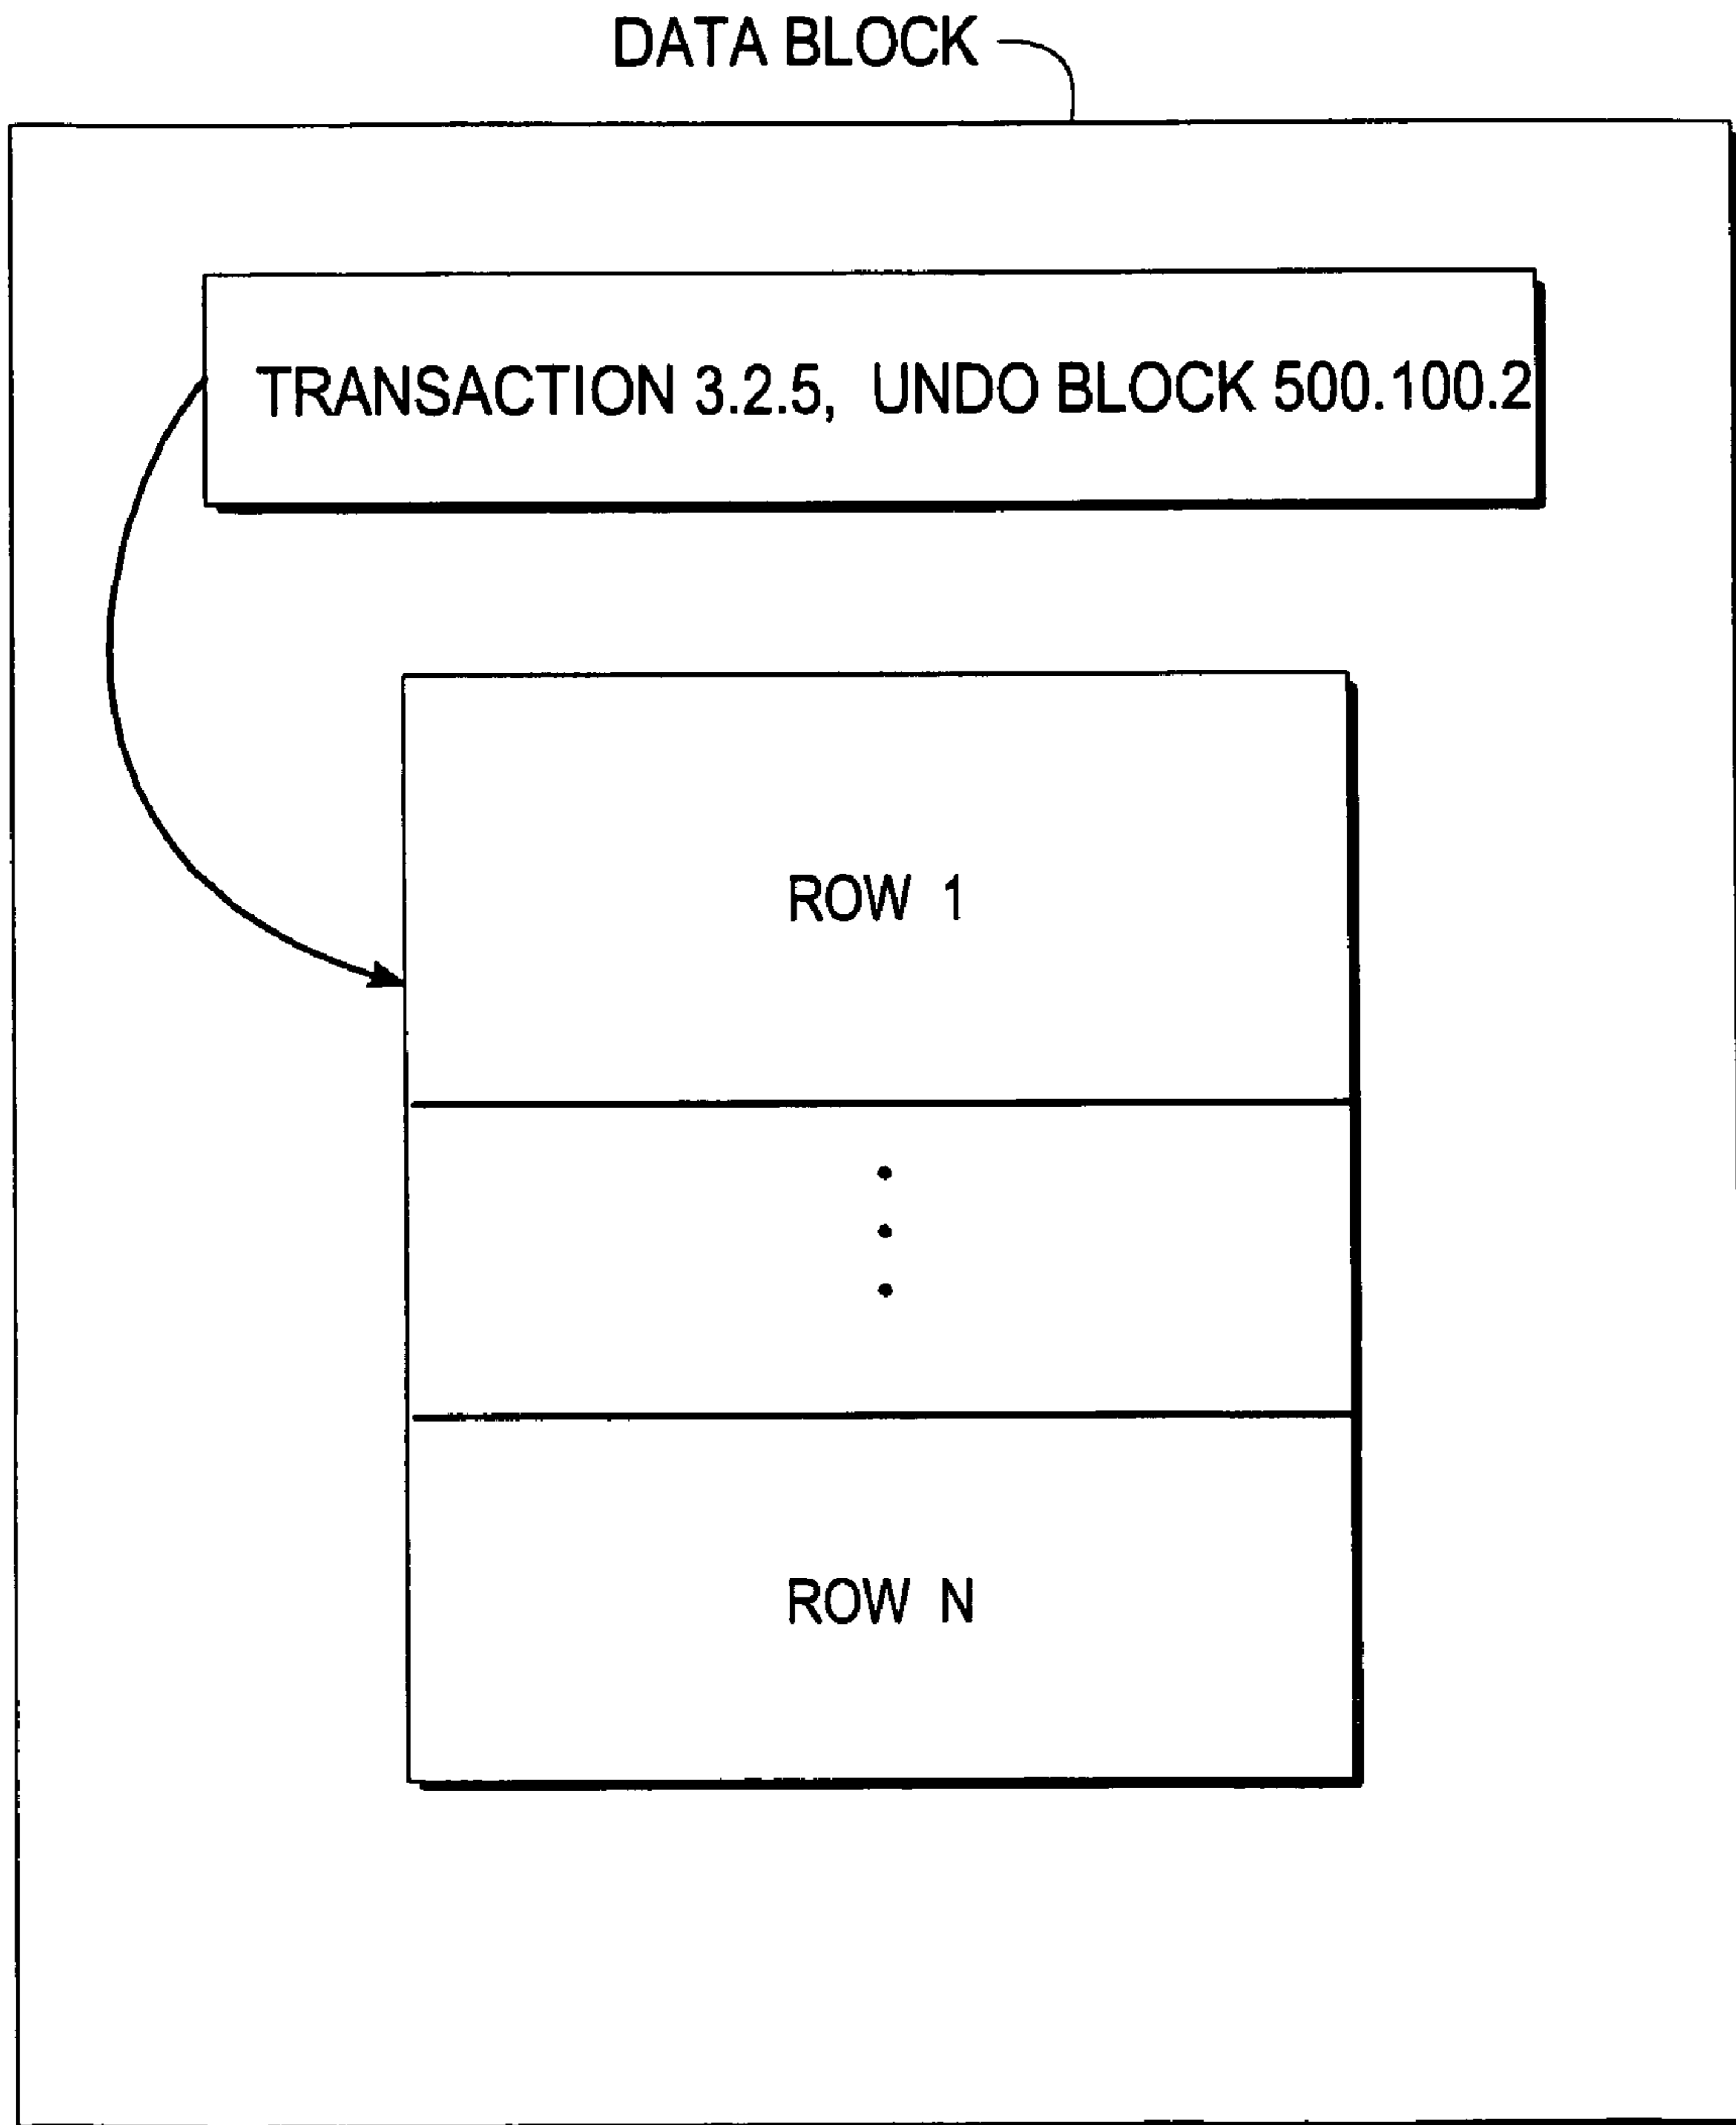 DATA BLOCK
TRANSACTION 3.2.5, UNDO BLOCK 500.100.2
ROW 1
ROW N